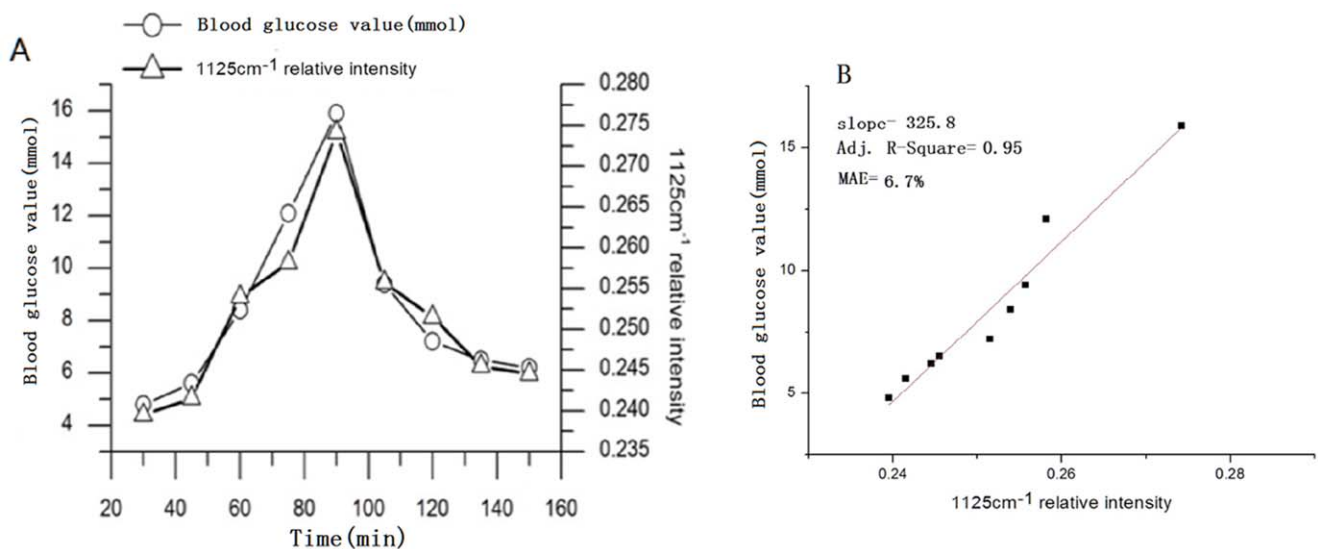 A
Blood glucose value(mmol)
1125cm-1 relative intensity
Blood glucose value(mmol)
16
14
12
10
8
6
4
0.280
0.275
0.270
0.265
0.260
0.255
0.250
0.245
0.240
0.235
1125cm-1 relative intensity
20 40 60 80 100 120 140 160
Time(min)
B
slope= 325.8
Adj. R-Square= 0.95
MAE= 6.7%
Blood glucose value(mmol)
15
10
5
0.24 0.26 0.28
1125cm-1 relative intensity